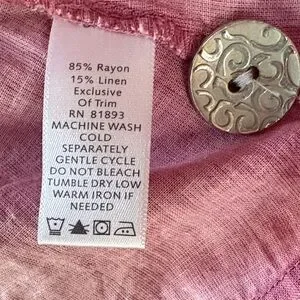 85% Rayon
15% Linen
Exclusive
Of Trim
RN 81893
MACHINE WASH
COLD
SEPARATELY
GENTLE CYCLE
DO NOT BLEACH
TUMBLE DRY LOW
WARM IRON IF
NEEDED